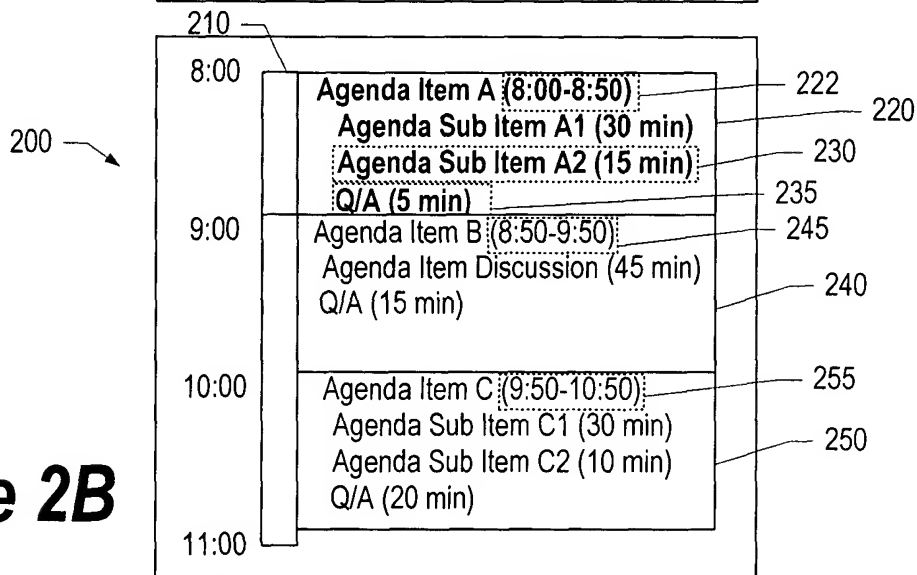 210
8:00
Agenda Item A (8:00-8:50)
222
220
Agenda Sub Item A1 (30 min)
200
Agenda Sub Item A2 (15 min)
230
Q/A (5 min)
235
9:00
Agenda Item B (8:50-9:50)
245
Agenda Item Discussion (45 min)
240
Q/A (15 min)
10:00
Agenda Item C (9:50-10:50)
255
Agenda Sub Item C1 (30 min)
250
Agenda Sub Item C2 (10 min)
e 2B
Q/A (20 min)
11:00